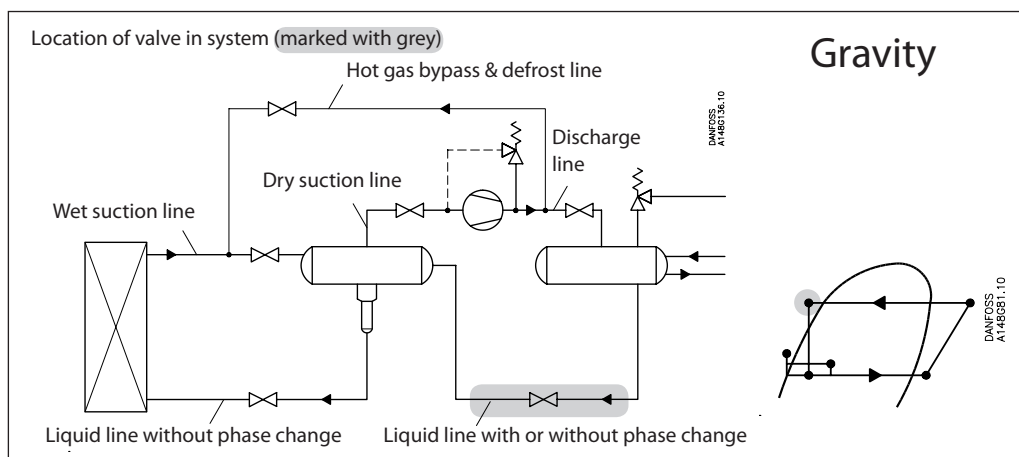 Location of valve in system (marked with grey)
Gravity
Hot gas bypass & defrost line
DANFOSS
A148G136.10
Discharge
line
Dry suction line
Wet suction line
DANFOSS
A148G81.10
Liquid line without phase change
Liquid line with or without phase change